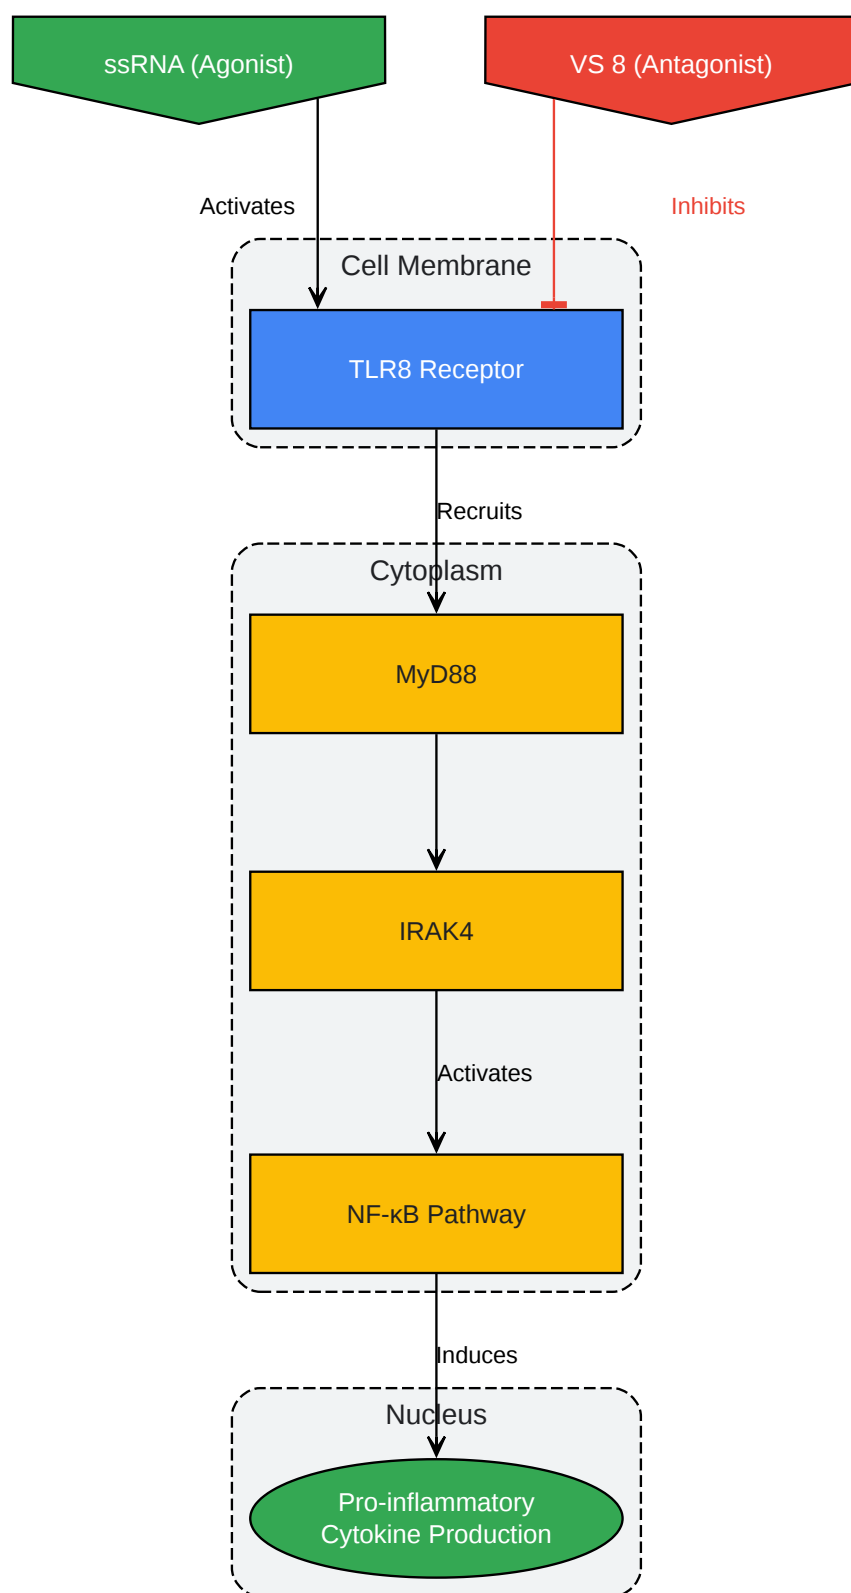 ssRNA (Agonist)
VS 8 (Antagonist)
Activates
Inhibits
Cell Membrane
TLR8 Receptor
Recruits
Cytoplasm
MyD88
IRAK4
Activates
NF-κB Pathway
Induces
Nucleus
Pro-inflammatory
Cytokine Production